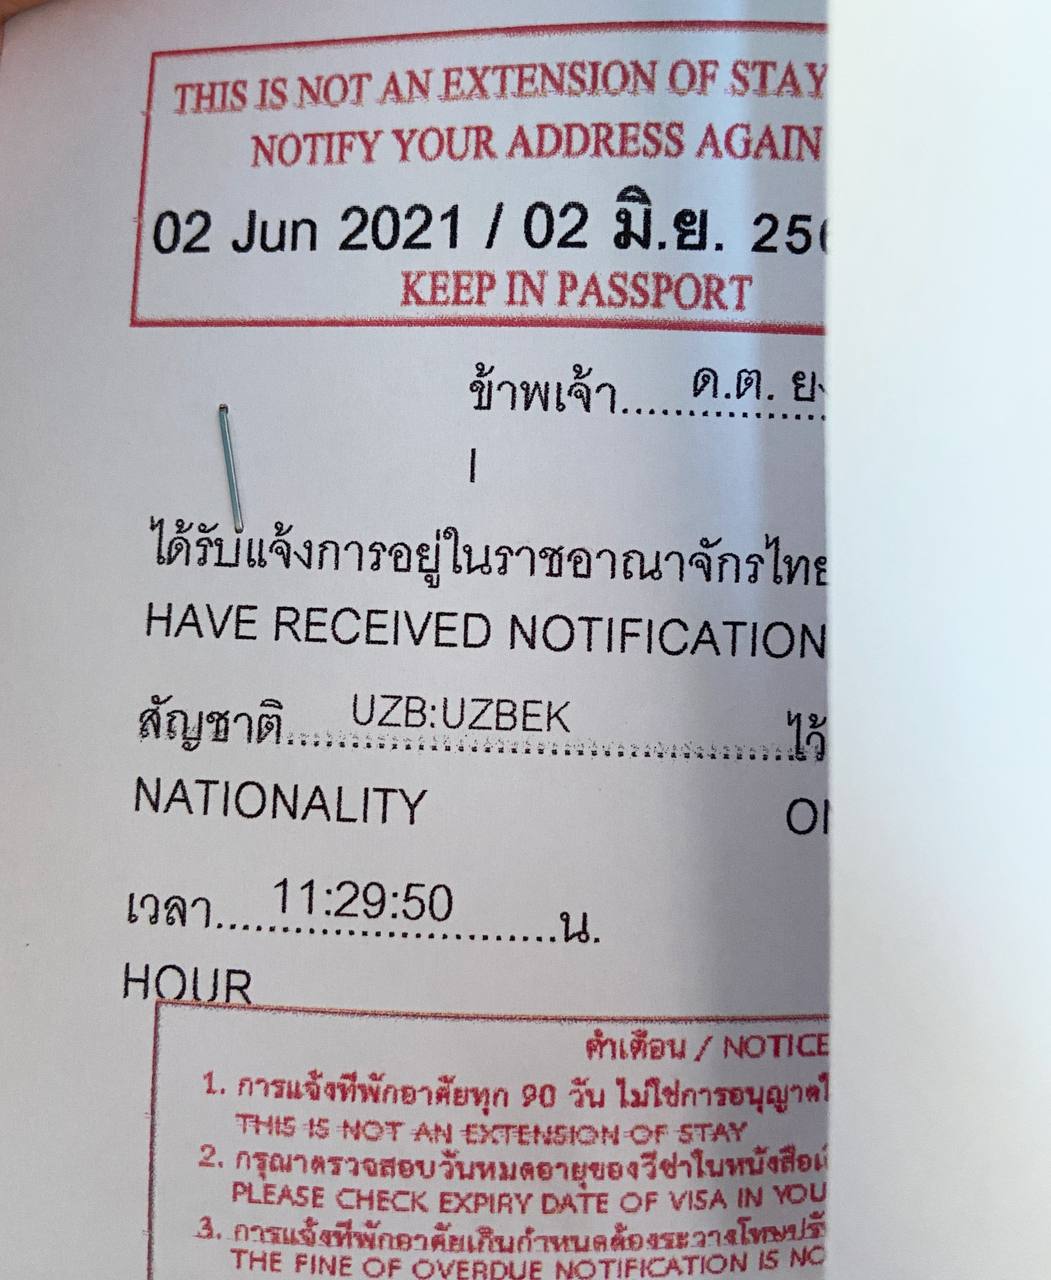 THIS IS NOT AN EXTENSION OF STAY
NOTIFY YOUR ADDRESS AGAIN
02 Jun 2021 / 02 มิ.ย. 25
KEEP IN PASSPORT
ข้าพเจ้า.... ด.ต.
I
ได้รับแจ้งการอยู่ในราชอาณาจักรไทย
HAVE RECEIVED NOTIFICATION
สัญชาติ.... UZB:UZBEK .... ไว้
NATIONALITY
เวลา.... 11:29:50 ....น.
HOUR
คำเตือน / NOTICE
1. การแจ้งที่พักอาศัยทุก 90 วัน ไม่ใช่การอนุญาต
THIS IS NOT AN EXTENSION OF STAY
2. กรุณาตรวจสอบวันหมดอายุของวีซ่าในหนังสือ
PLEASE CHECK EXPIRY DATE OF VISA IN
3. การแจ้งที่พักอาศัยเกินกำหนดต้องระวางโทษ
THE FINE OF OVERDUE NOTIFICATION IS